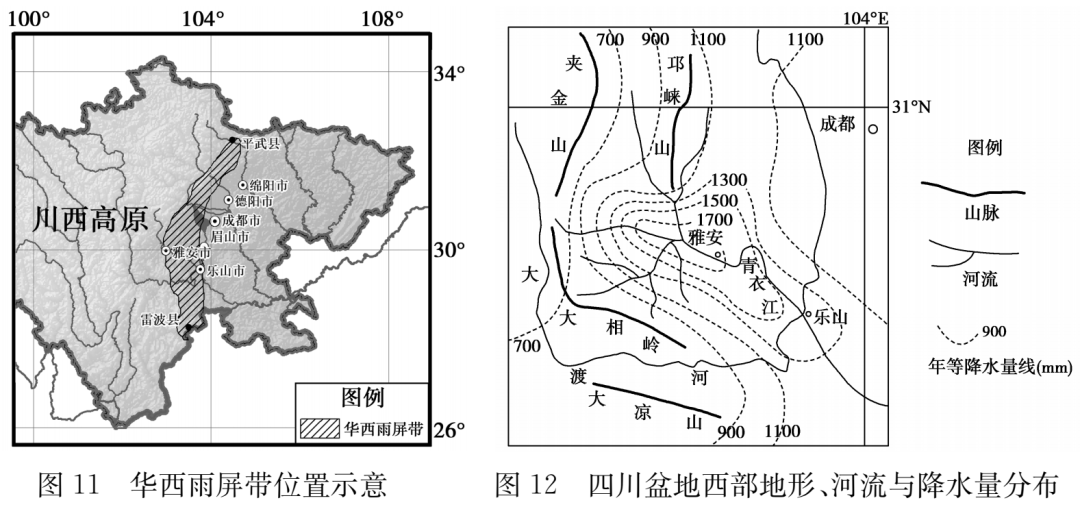 100°
104°
108°
34°
30°
26°
平武县
绵阳市
德阳市
成都市
眉山市
川西高原
雅安市
乐山市
雷波县
图例
华西雨屏带
图11 华西雨屏带位置示意
104°E
700
900
1100
1100
31°N
夹金山
邛崃山
成都
1300
1500
1700
雅安
青衣江
乐山
大渡河
大相岭
700
大凉山
900
1100
图例
山脉
河流
900
年等降水量线(mm)
图12 四川盆地西部地形、河流与降水量分布